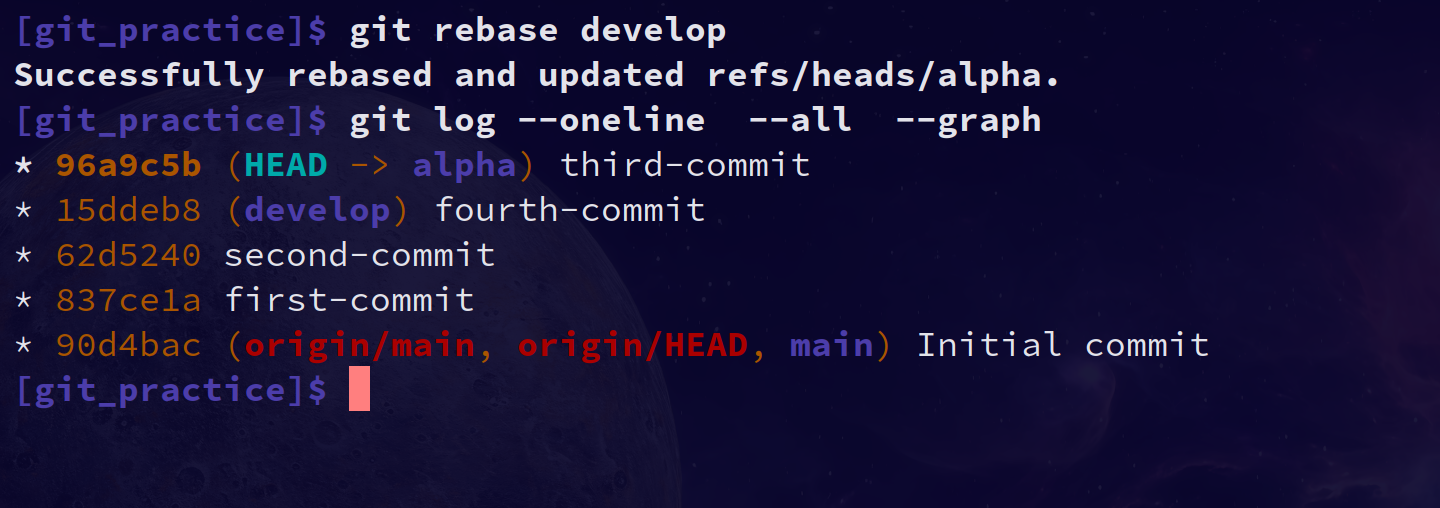 [git_practice]$ git rebase develop
Successfully rebased and updated refs/heads/alpha.
[git_practice]$ git log --oneline  --all  --graph
* 96a9c5b (HEAD -> alpha) third-commit
* 15ddeb8 (develop) fourth-commit
* 62d5240 second-commit
* 837ce1a first-commit
* 90d4bac (origin/main, origin/HEAD, main) Initial commit
[git_practice]$